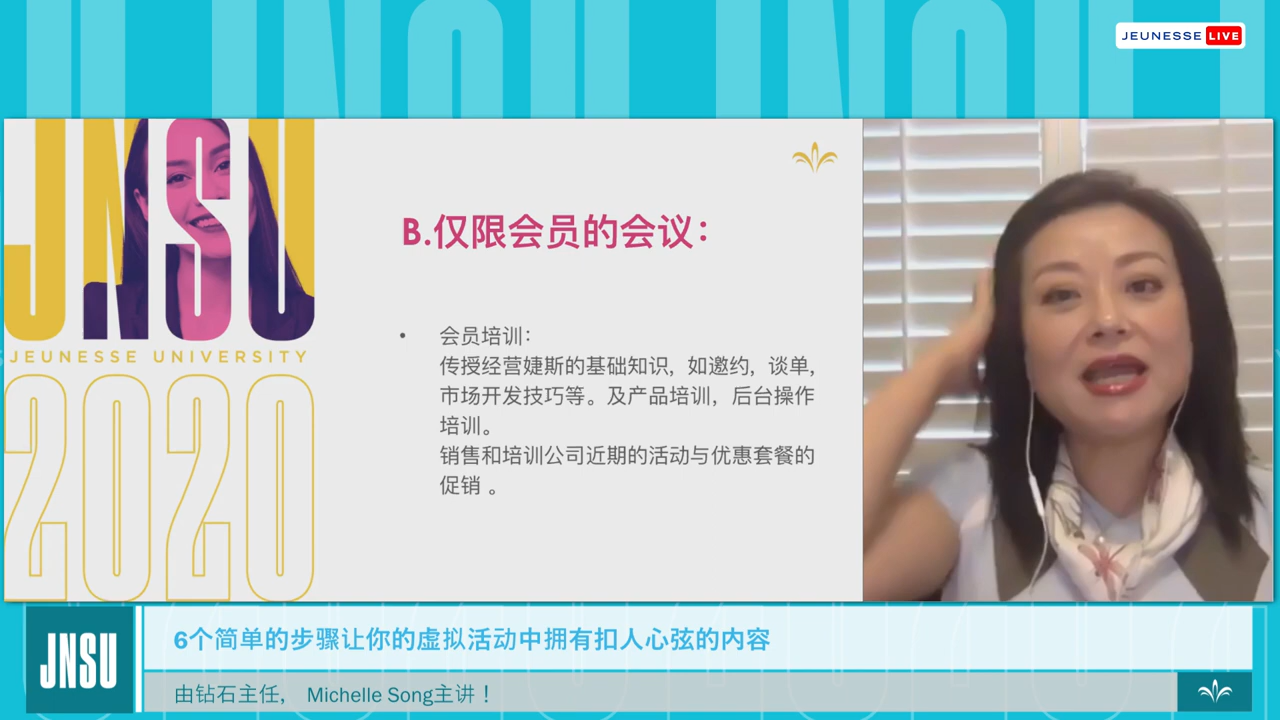 JEUNESSE LIVE
JNSU
JEUNESSE UNIVERSITY
2020
B.仅限会员的会议：
• 会员培训：
传授经营婕斯的基础知识，如邀约，谈单，
市场开发技巧等。及产品培训，后台操作
培训。
销售和培训公司近期的活动与优惠套餐的
促销 。
JNSU
6个简单的步骤让你的虚拟活动中拥有扣人心弦的内容
由钻石主任， Michelle Song主讲！